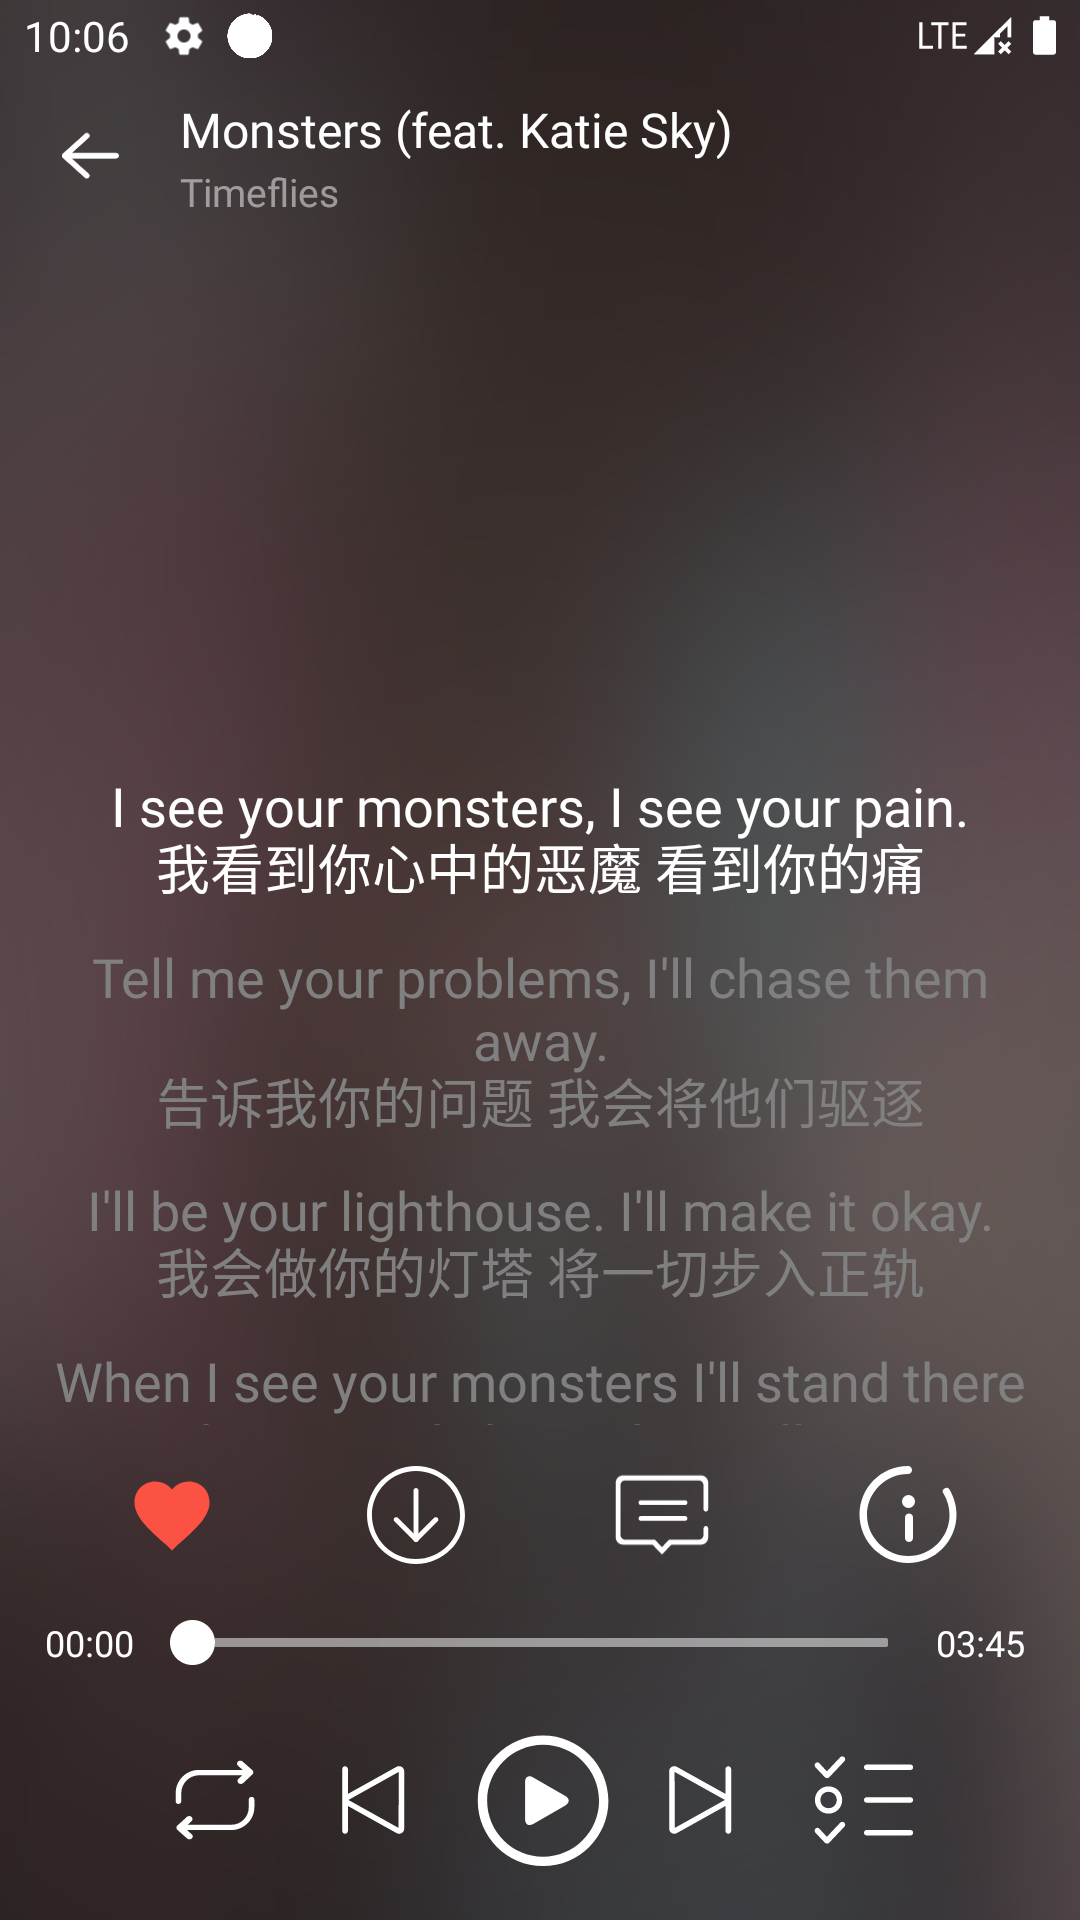 10:06
LTE
Monsters (feat. Katie Sky)
Timeflies
I see your monsters, I see your pain.
我看到你心中的恶魔 看到你的痛
Tell me your problems, I'll chase them
away.
告诉我你的问题 我会将他们驱逐
I'll be your lighthouse. I'll make it okay.
我会做你的灯塔 将一切步入正轨
When I see your monsters I'll stand there
00:00
03:45